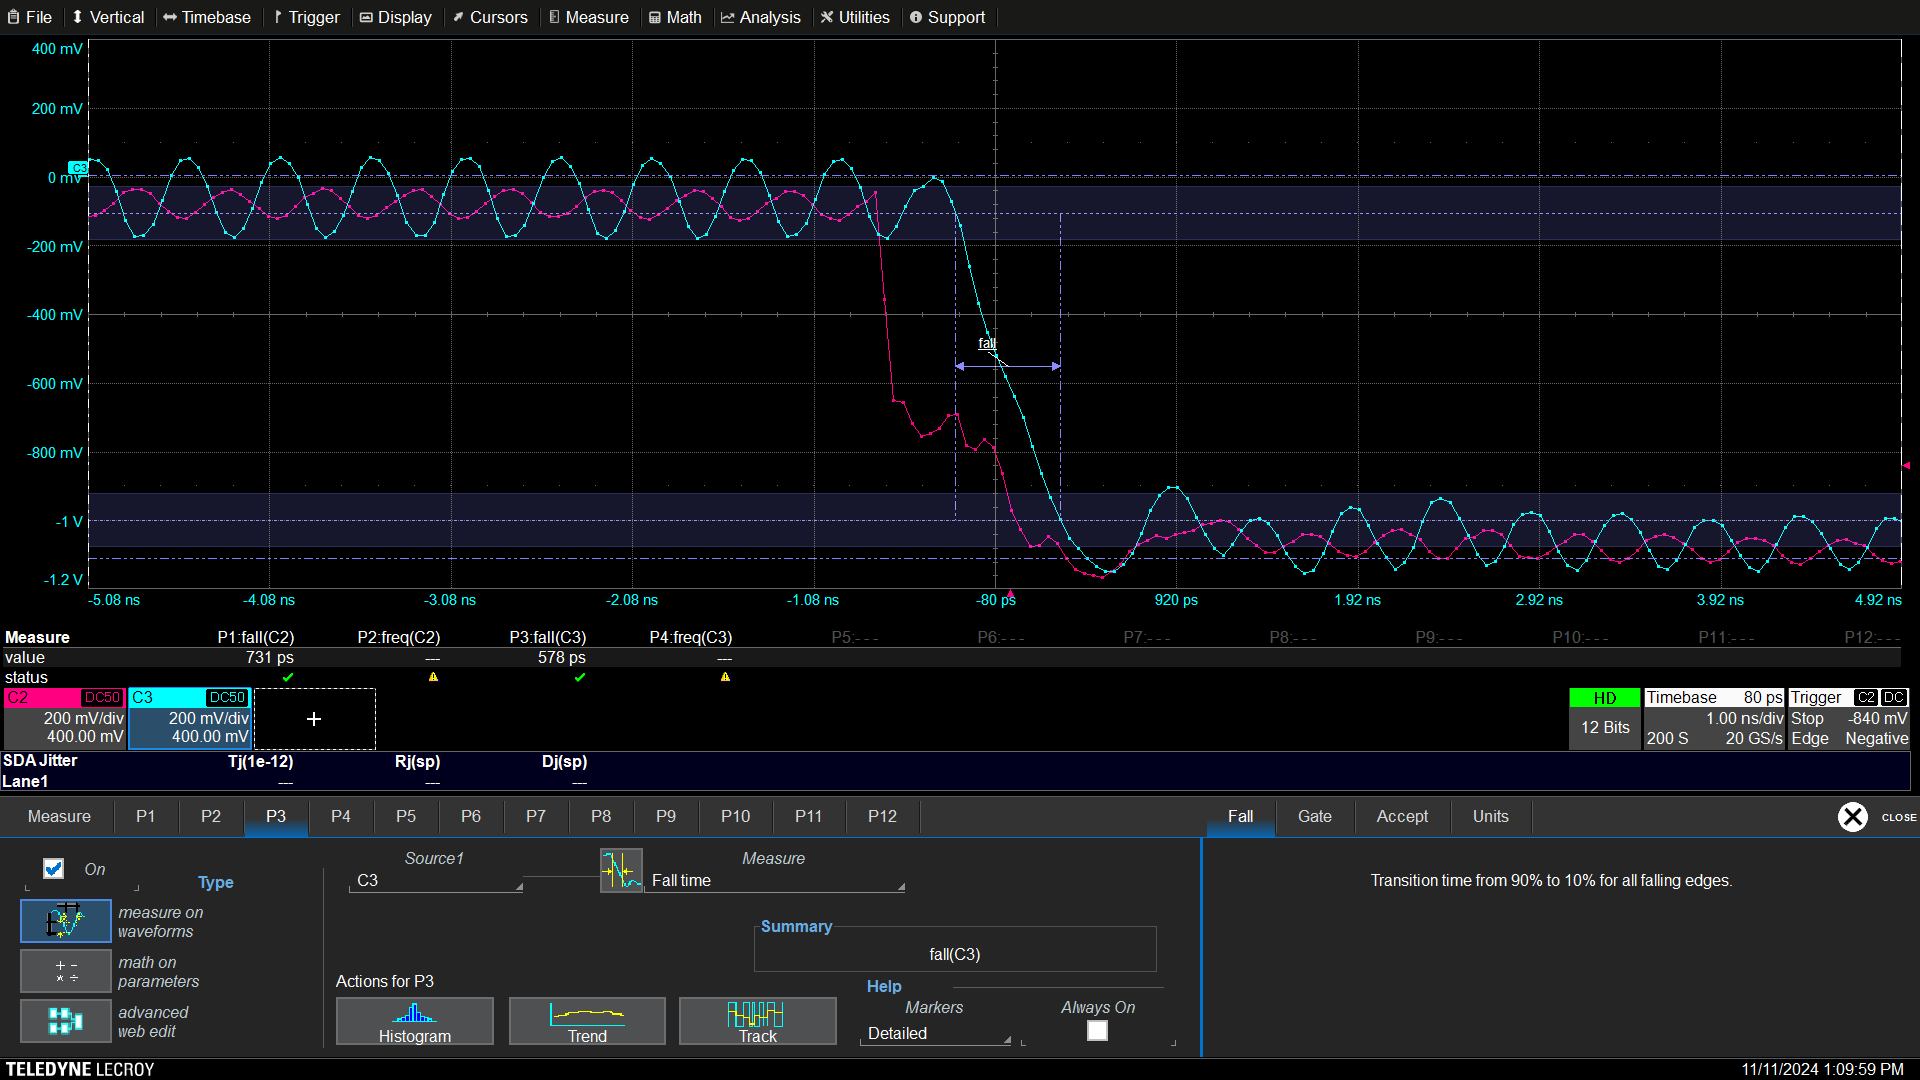 File Vertical Timebase Trigger Display Cursors Measure Math Analysis Utilities Support
400 mV
200 mV
C3
0 mV
-200 mV
-400 mV
fall
-600 mV
-800 mV
-1 V
-1.2 V
-5.08 ns -4.08 ns -3.08 ns -2.08 ns -1.08 ns -80 ps 920 ps 1.92 ns 2.92 ns 3.92 ns 4.92 ns
Measure P1:fall(C2) P2:freq(C2) P3:fall(C3) P4:freq(C3) P5:- - - P6:- - - P7:- - - P8:- - - P9:- - - P10:- - - P11:- - - P12:- - -
value 731 ps --- 578 ps ---
status
C2 DC50 C3 DC50 HD Timebase 80 ps Trigger C2 DC
200 mV/div 200 mV/div + 12 Bits 1.00 ns/div Stop -840 mV
400.00 mV 400.00 mV 200 S 20 GS/s Edge Negative
SDA Jitter Tj(1e-12) Rj(sp) Dj(sp)
Lane1 --- --- ---
Measure P1 P2 P3 P4 P5 P6 P7 P8 P9 P10 P11 P12 Fall Gate Accept Units CLOSE
On Source1 Measure
Type C3 Fall time Transition time from 90% to 10% for all falling edges.
measure on
waveforms
Summary
fall(C3)
math on
parameters
Actions for P3 Help
Markers Always On
advanced
web edit
Histogram Trend Track Detailed
TELEDYNE LECROY 11/11/2024 1:09:59 PM